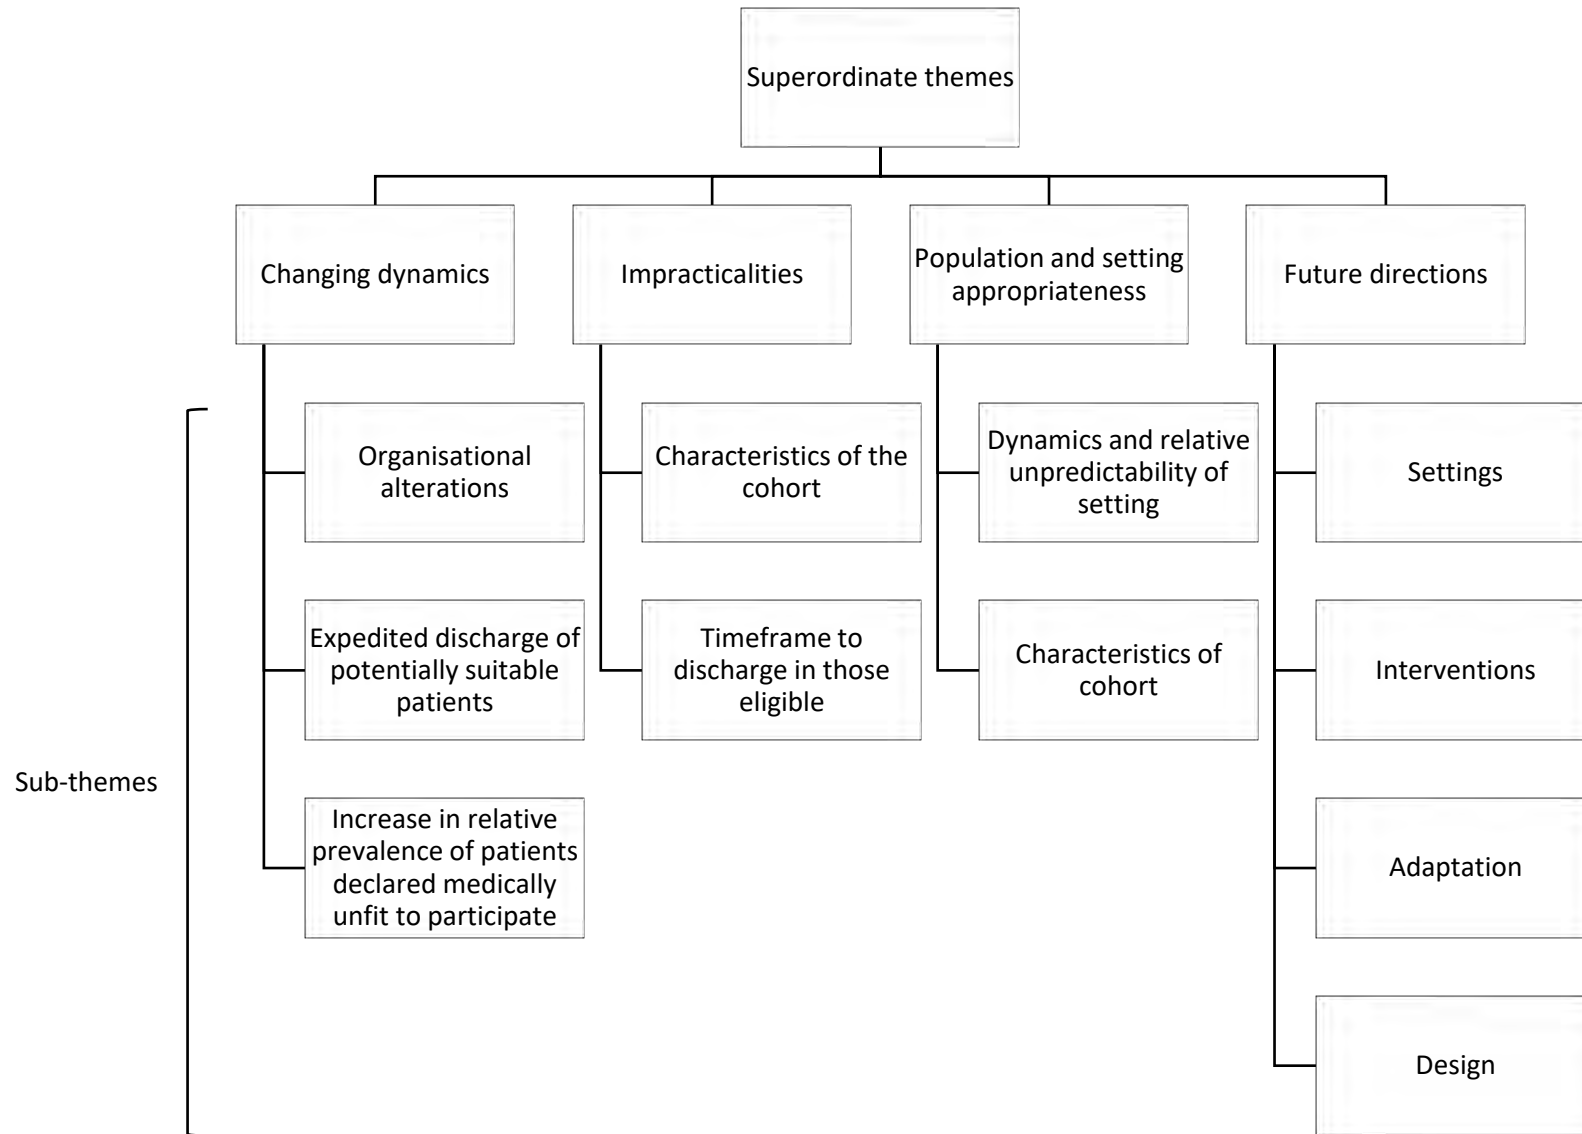 Superordinate themes
Changing dynamics
Impracticalities
Population and setting
appropriateness
Future directions
Sub-themes
Organisational
alterations
Expedited discharge of
potentially suitable
patients
Increase in relative
prevalence of patients
declared medically
unfit to participate
Characteristics of the
cohort
Timeframe to
discharge in those
eligible
Dynamics and relative
unpredictability of
setting
Characteristics of
cohort
Settings
Interventions
Adaptation
Design